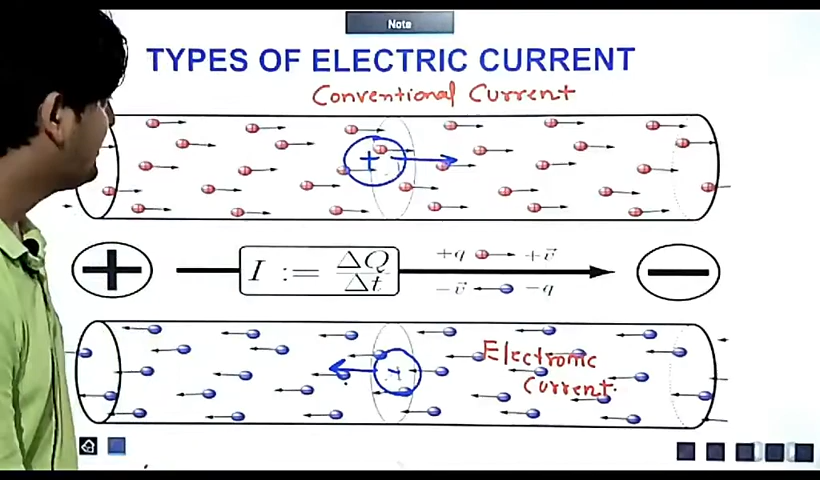 Note
TYPES OF ELECTRIC CURRENT
Conventional Current
+
+ I := ΔQ/Δt −
+q +v⃗
−v⃗ −q
Electronic
Current.
+